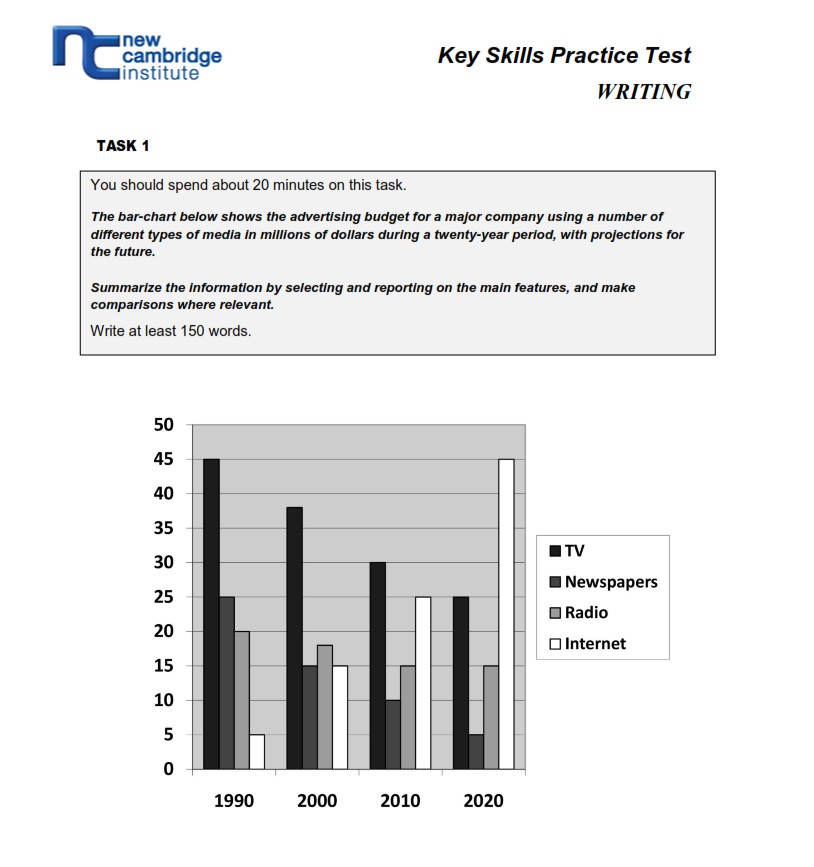 new
cambridge
institute
Key Skills Practice Test
WRITING
TASK 1
You should spend about 20 minutes on this task.
The bar-chart below shows the advertising budget for a major company using a number of
different types of media in millions of dollars during a twenty-year period, with projections for
the future.
Summarize the information by selecting and reporting on the main features, and make
comparisons where relevant.
Write at least 150 words.
50
45
40
35
30
25
20
15
10
5
0
1990 2000 2010 2020
TV
Newspapers
Radio
Internet